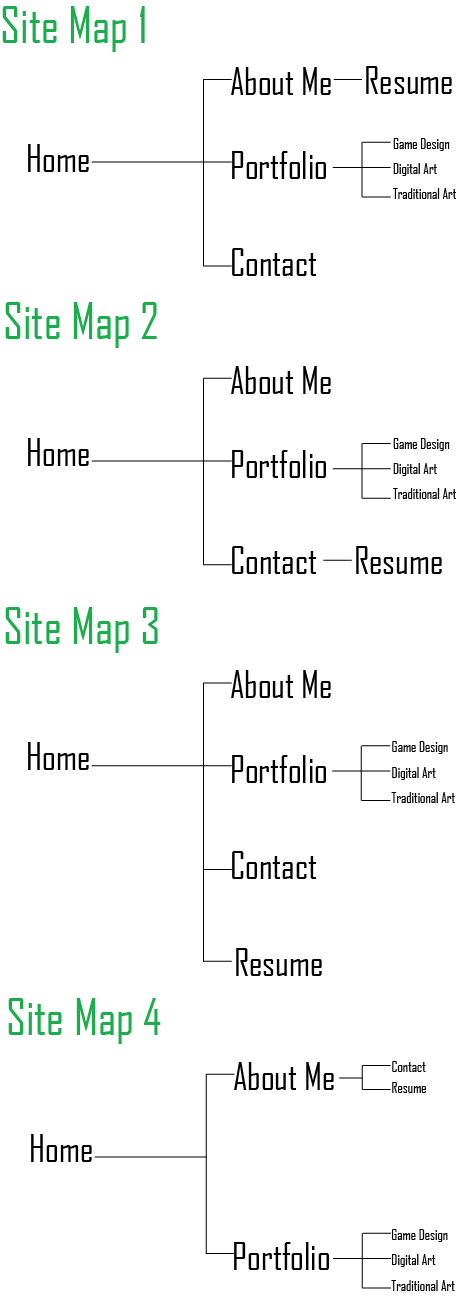 Site Map 1
About Me Resume
Game Design
Home Portfolio Digital Art
Traditional Art
Contact
Site Map 2
About Me
Game Design
Home Portfolio Digital Art
Traditional Art
Contact Resume
Site Map 3
About Me
Game Design
Home Portfolio Digital Art
Traditional Art
Contact
Resume
Site Map 4
About Me Contact
Resume
Home
Game Design
Portfolio Digital Art
Traditional Art